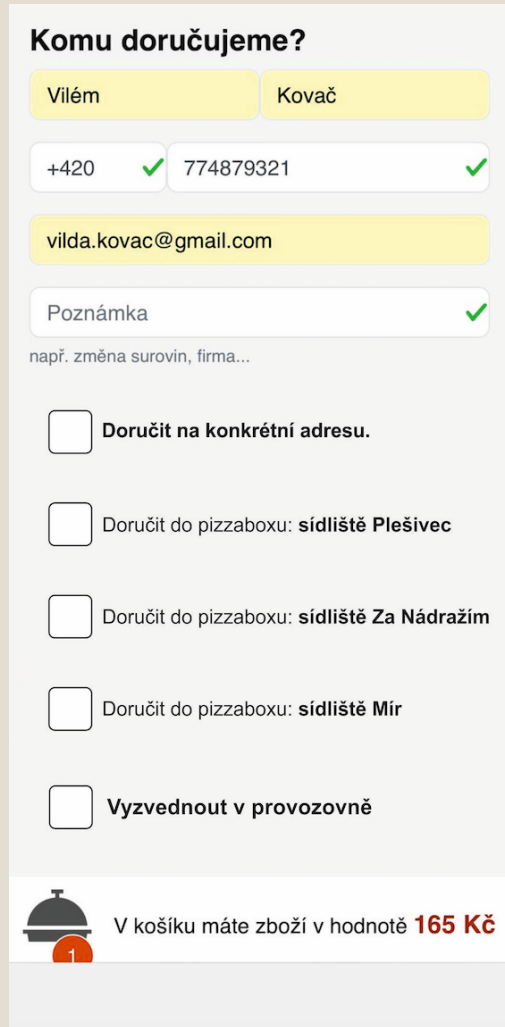 Komu doručujeme?
Vilém Kovač
+420 774879321
vilda.kovac@gmail.com
Poznámka
např. změna surovin, firma...
Doručit na konkrétní adresu.
Doručit do pizzaboxu: sídliště Plešivec
Doručit do pizzaboxu: sídliště Za Nádražím
Doručit do pizzaboxu: sídliště Mír
Vyzvednout v provozovně
V košíku máte zboží v hodnotě 165 Kč
1